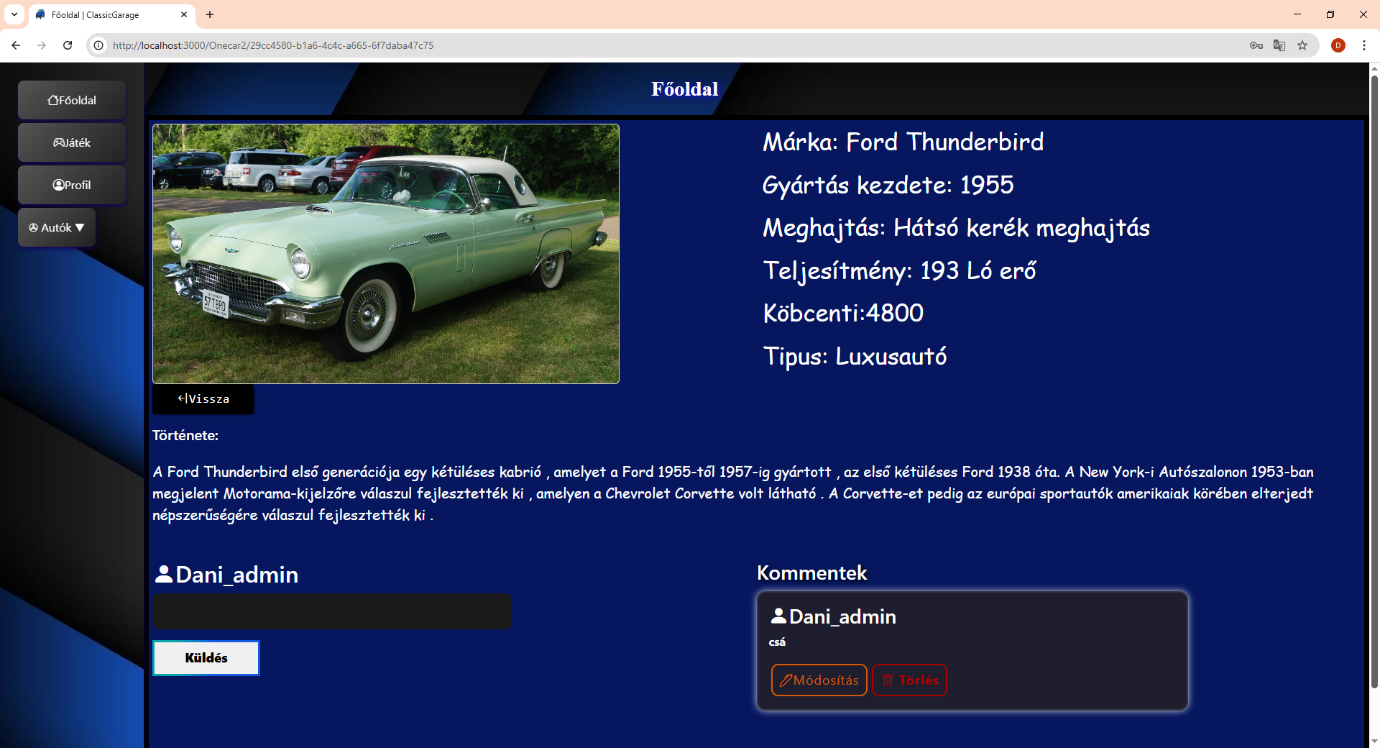 Főoldal | ClassicGarage
http://localhost:3000/Onecar2/29cc4580-b1a6-4c4c-a665-6f7daba47c75
D
Főoldal
Főoldal
Játék
Profil
Autók ▼
57 TBRD
Márka: Ford Thunderbird
Gyártás kezdete: 1955
Meghajtás: Hátsó kerék meghajtás
Teljesítmény: 193 Ló erő
Köbcenti:4800
Tipus: Luxusautó
Vissza
Története:
A Ford Thunderbird első generációja egy kétüléses kabrió , amelyet a Ford 1955-től 1957-ig gyártott , az első kétüléses Ford 1938 óta. A New York-i Autószalonon 1953-ban
megjelent Motorama-kijelzőre válaszul fejlesztették ki , amelyen a Chevrolet Corvette volt látható . A Corvette-et pedig az európai sportautók amerikaiak körében elterjedt
népszerűségére válaszul fejlesztették ki .
Dani_admin
Küldés
Kommentek
Dani_admin
csá
Módosítás
Törlés